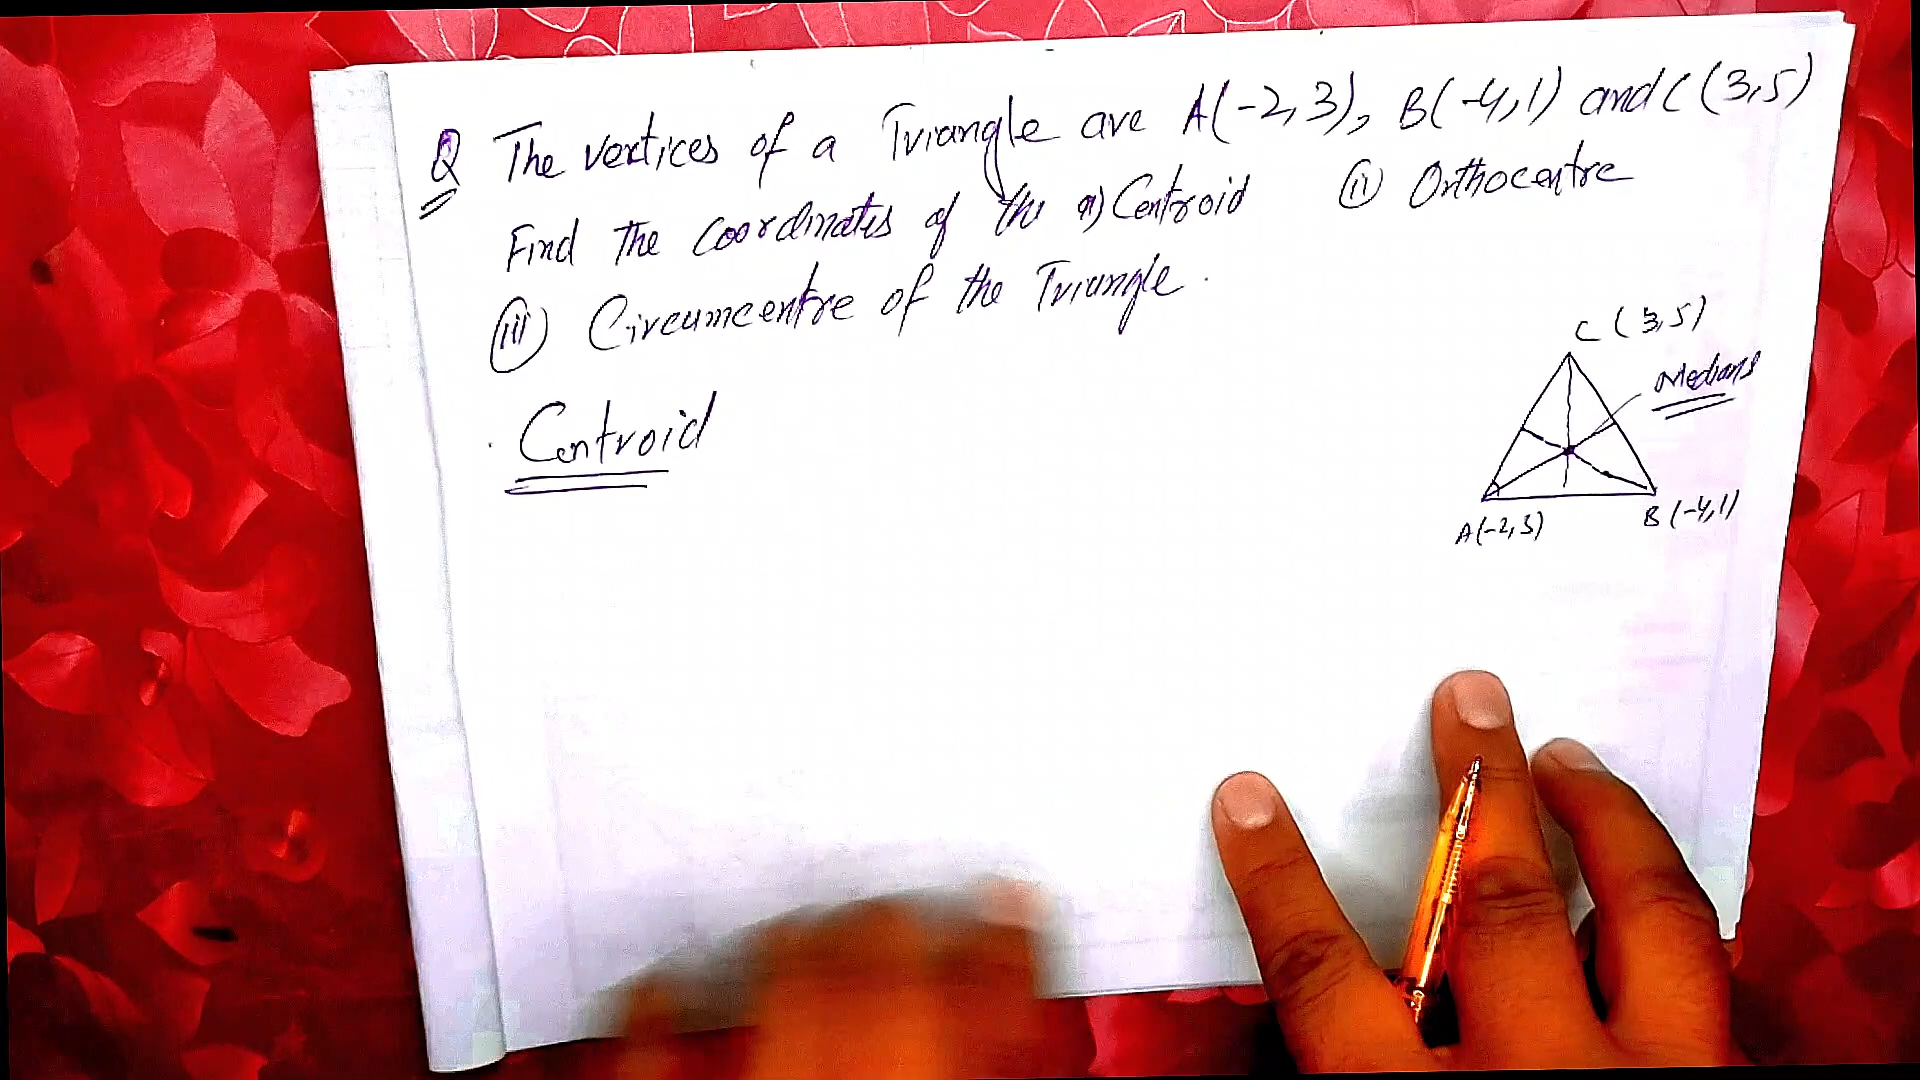 Q The vertices of a Triangle are A(-2,3), B(-4,1) and C(3,5)
Find the coordinates of the a) Centroid (ii) Orthocentre
(iii) Circumcentre of the Triangle.
Centroid
C(3,5)
Medians
A(-2,3)
B(-4,1)